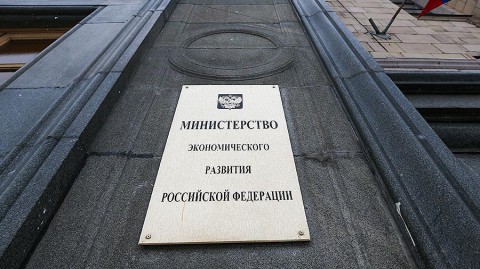 МИНИСТЕРСТВО
ЭКОНОМИЧЕСКОГО
РАЗВИТИЯ
РОССИЙСКОЙ ФЕДЕРАЦИИ